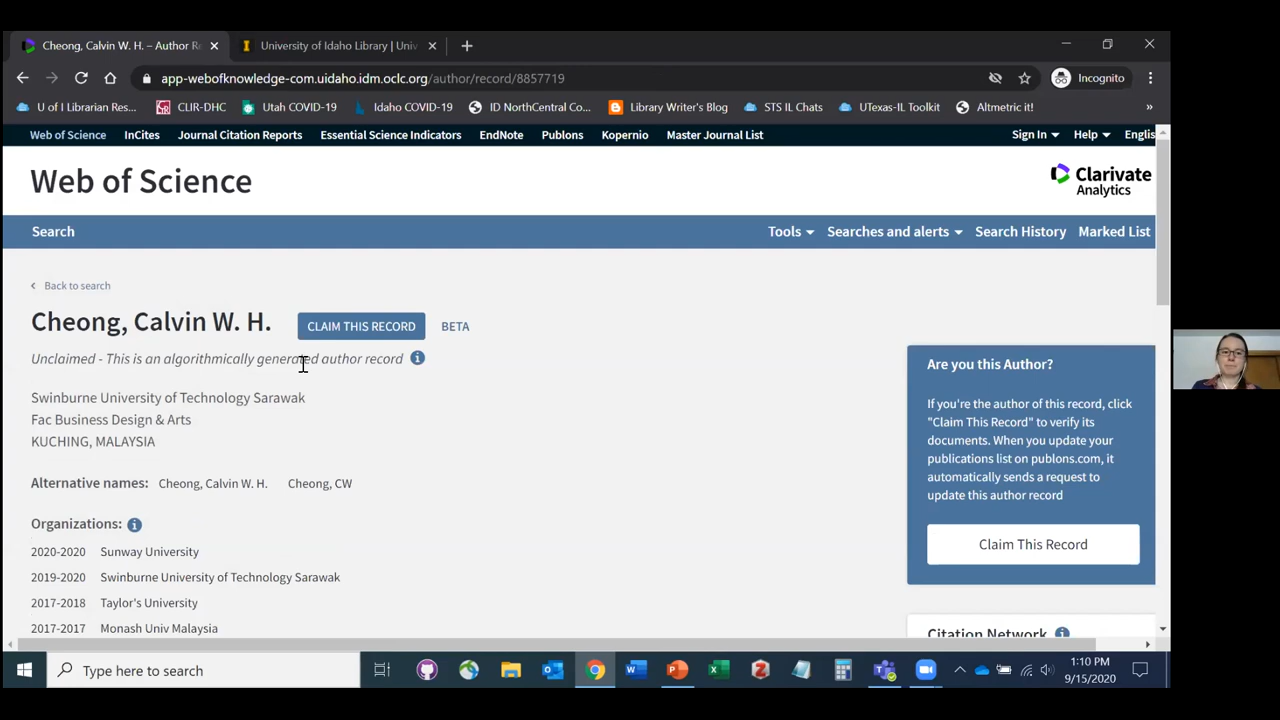 Cheong, Calvin W. H. – Author Re
University of Idaho Library | Univ
app-webofknowledge-com.uidaho.idm.oclc.org/author/record/8857719
Incognito
U of I Librarian Res...
CLIR-DHC
Utah COVID-19
Idaho COVID-19
ID NorthCentral Co...
Library Writer's Blog
STS IL Chats
UTexas-IL Toolkit
Altmetric it!
»
Web of Science
InCites
Journal Citation Reports
Essential Science Indicators
EndNote
Publons
Kopernio
Master Journal List
Sign In
Help
Englis
Web of Science
Clarivate
Analytics
Search
Tools
Searches and alerts
Search History
Marked List
Back to search
Cheong, Calvin W. H.
CLAIM THIS RECORD
BETA
Unclaimed - This is an algorithmically generated author record
Swinburne University of Technology Sarawak
Fac Business Design & Arts
KUCHING, MALAYSIA
Alternative names: Cheong, Calvin W. H. Cheong, CW
Organizations:
2020-2020 Sunway University
2019-2020 Swinburne University of Technology Sarawak
2017-2018 Taylor's University
2017-2017 Monash Univ Malaysia
Are you this Author?
If you're the author of this record, click
"Claim This Record" to verify its
documents. When you update your
publications list on publons.com, it
automatically sends a request to
update this author record
Claim This Record
Citation Network
Type here to search
1:10 PM
9/15/2020